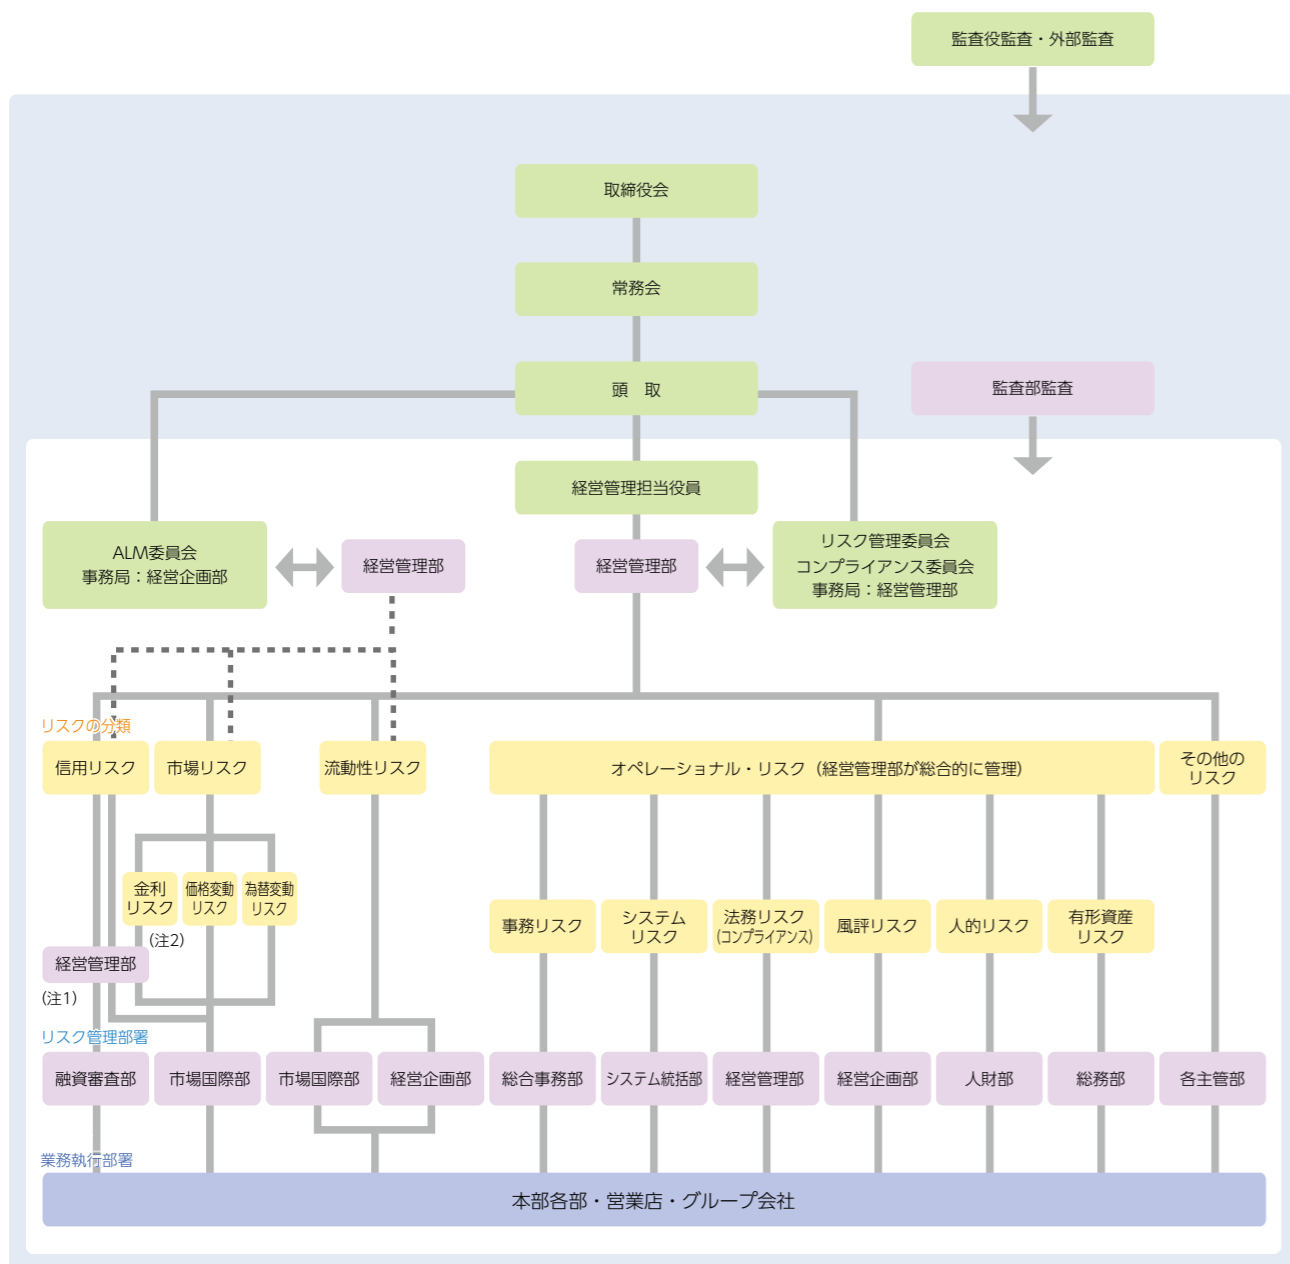 監査役監査・外部監査
取締役会
常務会
頭　取
監査部監査
経営管理担当役員
ALM委員会
事務局：経営企画部
経営管理部
経営管理部
リスク管理委員会
コンプライアンス委員会
事務局：経営管理部
リスクの分類
信用リスク
市場リスク
流動性リスク
オペレーショナル・リスク（経営管理部が総合的に管理）
その他の
リスク
金利
リスク
価格変動
リスク
為替変動
リスク
（注2）
事務リスク
システム
リスク
法務リスク
（コンプライアンス）
風評リスク
人的リスク
有形資産
リスク
経営管理部
（注1）
リスク管理部署
融資審査部
市場国際部
市場国際部
経営企画部
総合事務部
システム統括部
経営管理部
経営企画部
人財部
総務部
各主管部
業務執行部署
本部各部・営業店・グループ会社